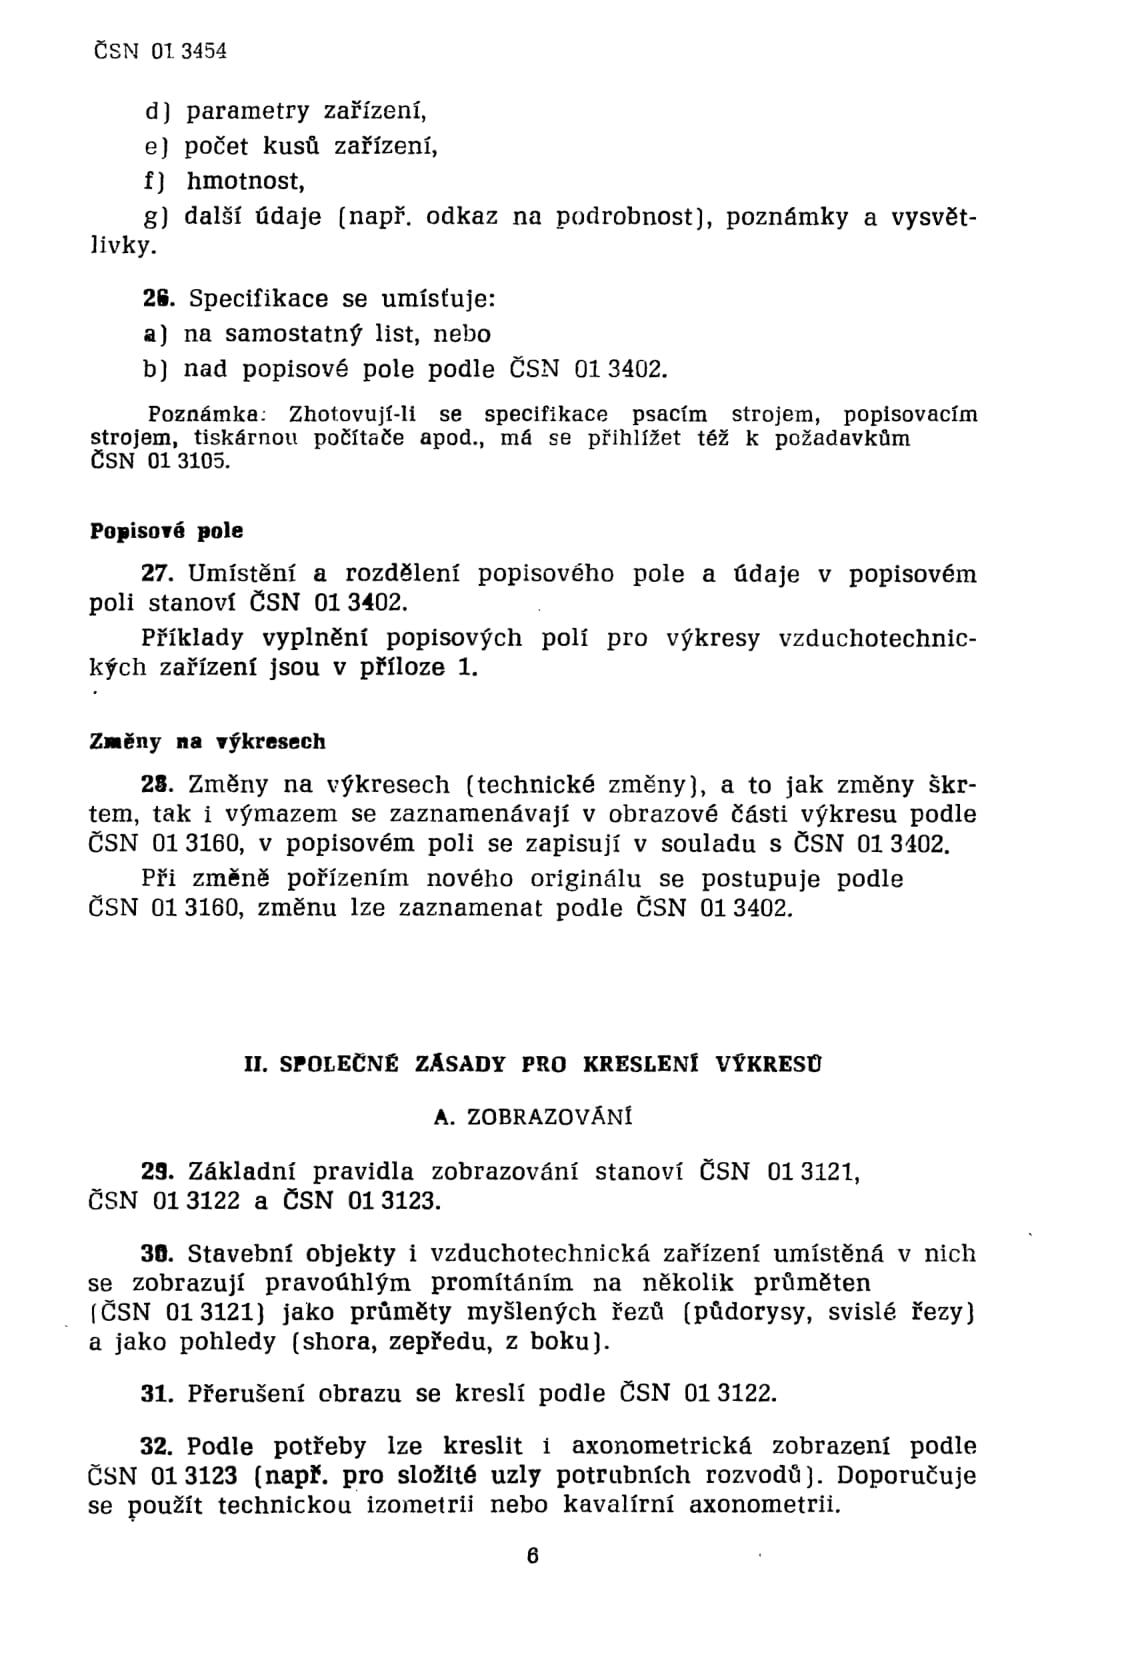 ČSN 01 3454
d) parametry zařízení,
e) počet kusů zařízení,
f) hmotnost,
g) další údaje (např. odkaz na podrobnost), poznámky a vysvět-
livky.
26. Specifikace se umísťuje:
a) na samostatný list, nebo
b) nad popisové pole podle ČSN 01 3402.
Poznámka: Zhotovují-li se specifikace psacím strojem, popisovacím
strojem, tiskárnou počítače apod., má se přihlížet též k požadavkům
ČSN 01 3105.
Popisové pole
27. Umístění a rozdělení popisového pole a údaje v popisovém
poli stanoví ČSN 01 3402.
Příklady vyplnění popisových polí pro výkresy vzduchotechnic-
kých zařízení jsou v příloze 1.
Změny na výkresech
28. Změny na výkresech (technické změny), a to jak změny škr-
tem, tak i výmazem se zaznamenávají v obrazové části výkresu podle
ČSN 01 3160, v popisovém poli se zapisují v souladu s ČSN 01 3402.
Při změně pořízením nového originálu se postupuje podle
ČSN 01 3160, změnu lze zaznamenat podle ČSN 01 3402.
II. SPOLEČNÉ ZÁSADY PRO KRESLENÍ VÝKRESŮ
A. ZOBRAZOVÁNÍ
29. Základní pravidla zobrazování stanoví ČSN 01 3121,
ČSN 01 3122 a ČSN 01 3123.
30. Stavební objekty i vzduchotechnická zařízení umístěná v nich
se zobrazují pravoúhlým promítáním na několik průměten
(ČSN 01 3121) jako průměty myšlených řezů (půdorysy, svislé řezy)
a jako pohledy (shora, zepředu, z boku).
31. Přerušení obrazu se kreslí podle ČSN 01 3122.
32. Podle potřeby lze kreslit i axonometrická zobrazení podle
ČSN 01 3123 (např. pro složité uzly potrubních rozvodů). Doporučuje
se použít technickou izometrii nebo kavalírní axonometrii.
6